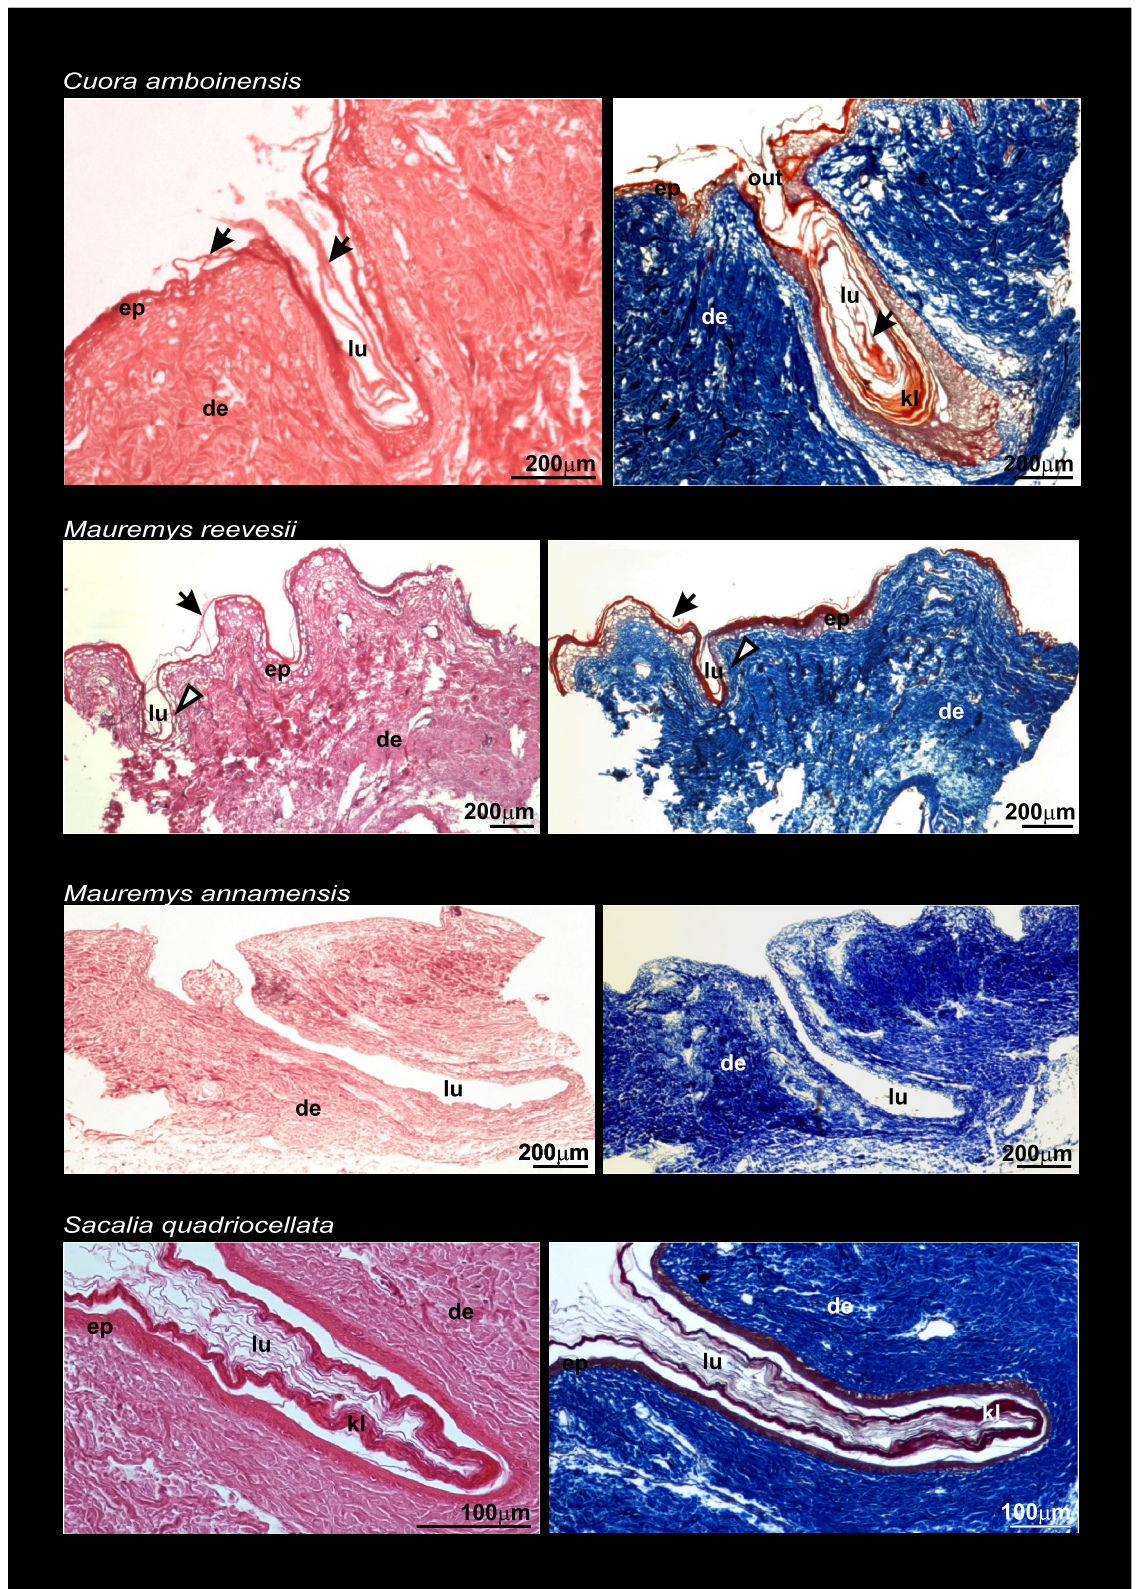 Cuora amboinensis
ep
de
lu
200µm
out
ep
lu
de
kl
200µm
Mauremys reevesii
ep
lu
de
200µm
ep
lu
de
200µm
Mauremys annamensis
lu
de
200µm
de
lu
200µm
Sacalia quadriocellata
de
ep
lu
kl
100µm
de
lu
ep
kl
100µm